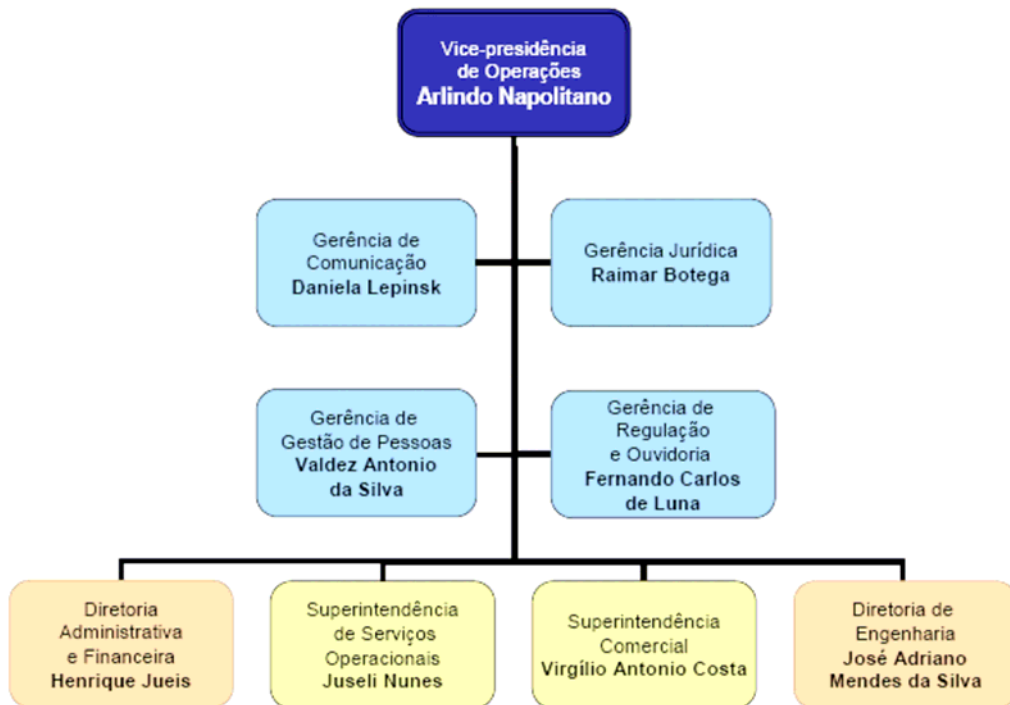 Vice-presidência
de Operações
Arlindo Napolitano
Gerência de
Comunicação
Daniela Lepinsk
Gerência Jurídica
Raimar Botega
Gerência de
Gestão de Pessoas
Valdez Antonio
da Silva
Gerência de
Regulação
e Ouvidoria
Fernando Carlos
de Luna
Diretoria
Administrativa
e Financeira
Henrique Jueis
Superintendência
de Serviços
Operacionais
Juseli Nunes
Superintendência
Comercial
Virgílio Antonio Costa
Diretoria de
Engenharia
José Adriano
Mendes da Silva